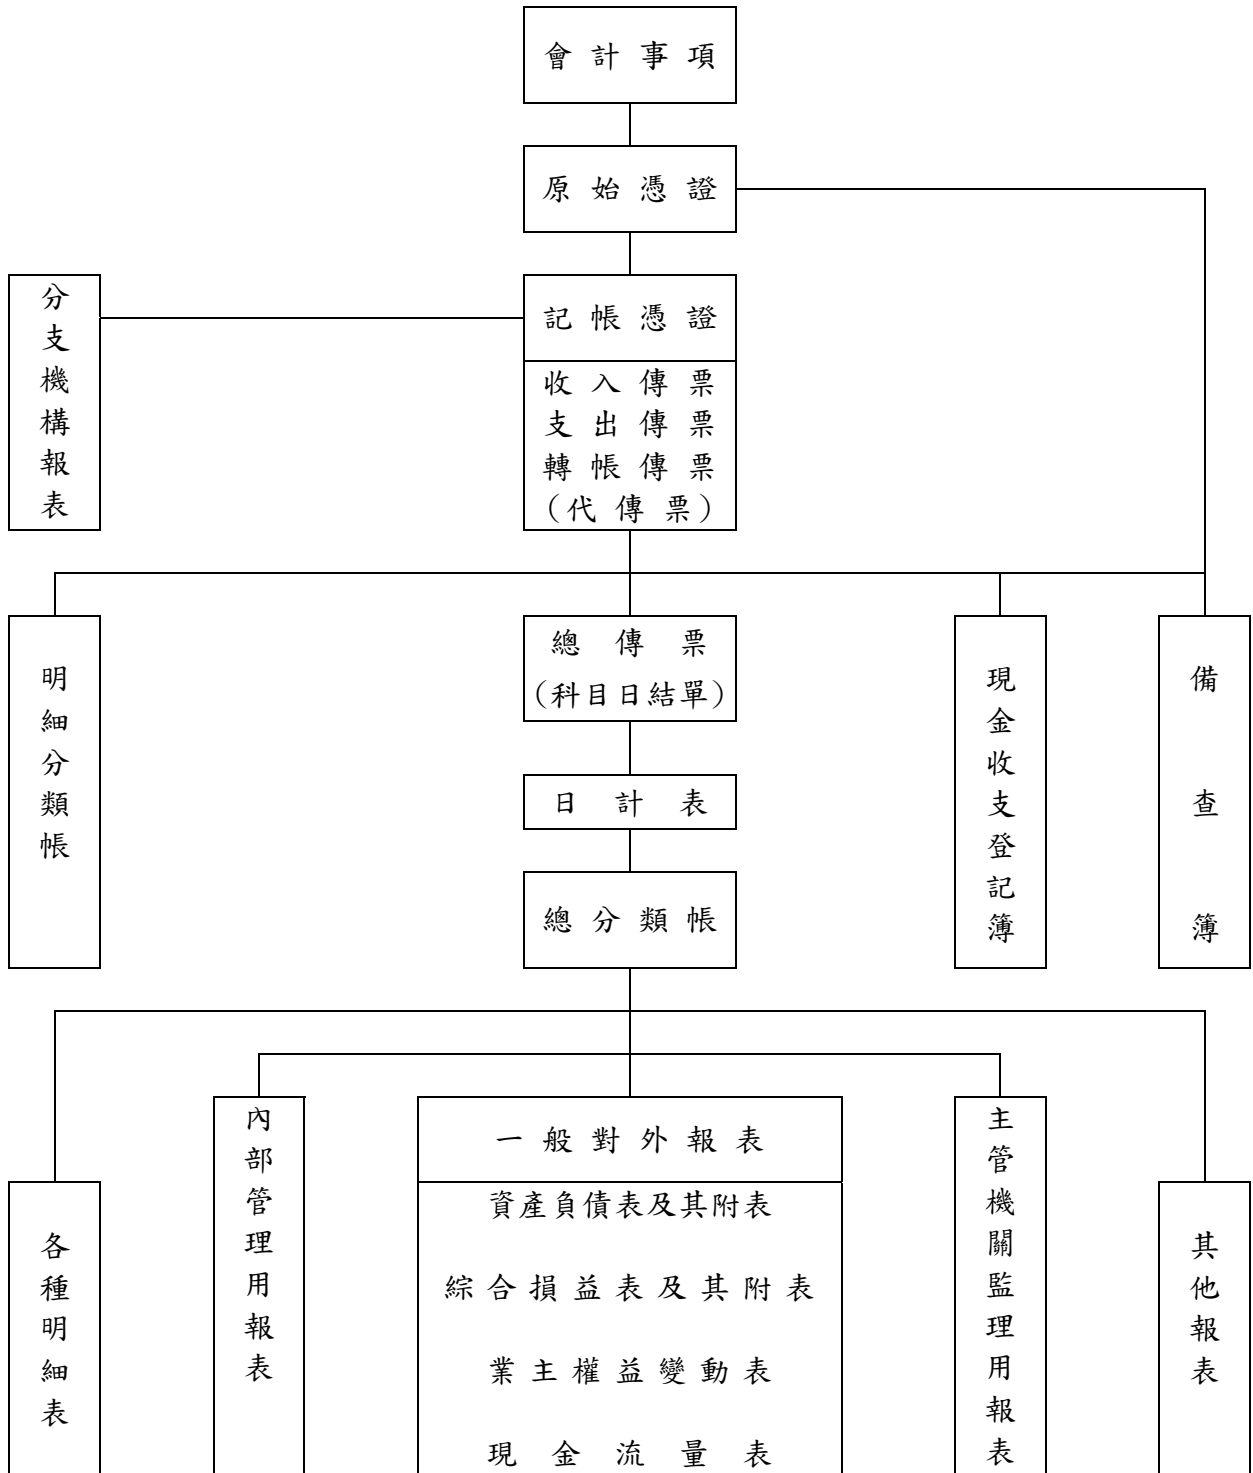 會計事項
原始憑證
分支機構報表
記帳憑證
收入傳票
支出傳票
轉帳傳票
（代傳票）
明細分類帳
總傳票
（科目日結單）
日計表
總分類帳
現金收支登記簿
備查簿
各種明細表
內部管理用報表
一般對外報表
資產負債表及其附表
綜合損益表及其附表
業主權益變動表
現金流量表
主管機關監理用報表
其他報表